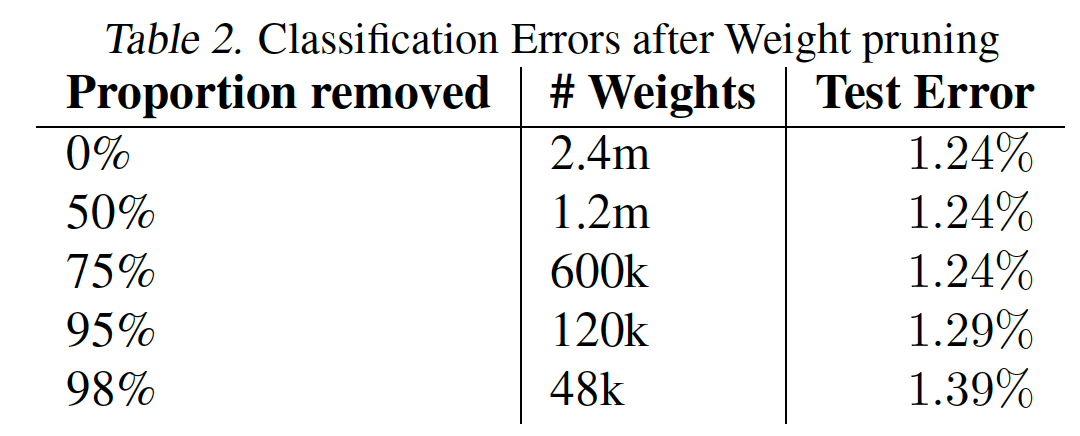 Table 2. Classification Errors after Weight pruning
Proportion removed # Weights Test Error
0% 2.4m 1.24%
50% 1.2m 1.24%
75% 600k 1.24%
95% 120k 1.29%
98% 48k 1.39%